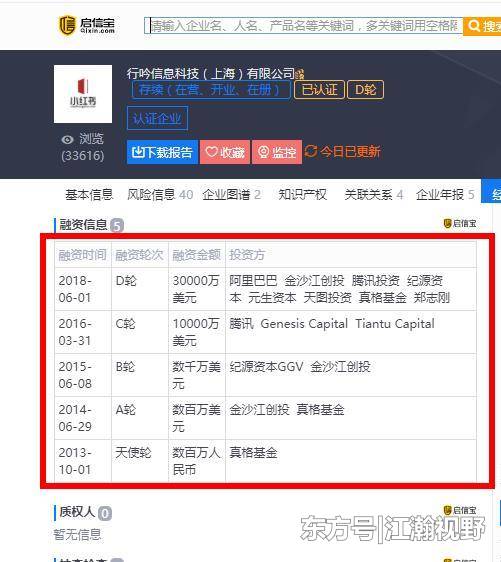 启信宝
Qixin.com
请输入企业名、人名、产品名等关键词，多关键词用空格隔
搜索
小红书
行吟信息科技（上海）有限公司
存续（在营、开业、在册）
已认证
D轮
认证企业
浏览
(33616)
下载报告
收藏
监控
今日已更新
基本信息 风险信息 40 企业图谱 2 知识产权 关联关系 4 企业年报 5 经
融资信息 5
启信宝
融资时间 融资轮次 融资金额 投资方
2018-06-01 D轮 30000万美元 阿里巴巴 金沙江创投 腾讯投资 纪源资本 元生资本 天图投资 真格基金 郑志刚
2016-03-31 C轮 10000万美元 腾讯 Genesis Capital Tiantu Capital
2015-06-08 B轮 数千万美元 纪源资本GGV 金沙江创投
2014-06-29 A轮 数百万美元 金沙江创投 真格基金
2013-10-01 天使轮 数百万人民币 真格基金
质权人 0
启信宝
暂无信息
东方号|江瀚视野
启信宝